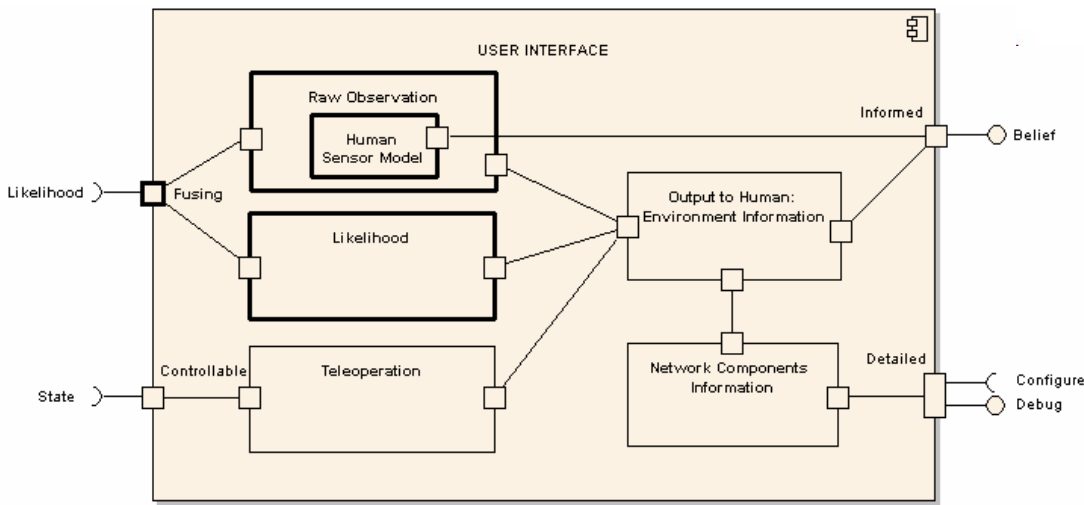 USER INTERFACE
Raw Observation
Human
Sensor Model
Informed
Belief
Likelihood
Fusing
Output to Human:
Environment Information
Likelihood
Controllable
Teleoperation
State
Network Components
Information
Detailed
Configure
Debug